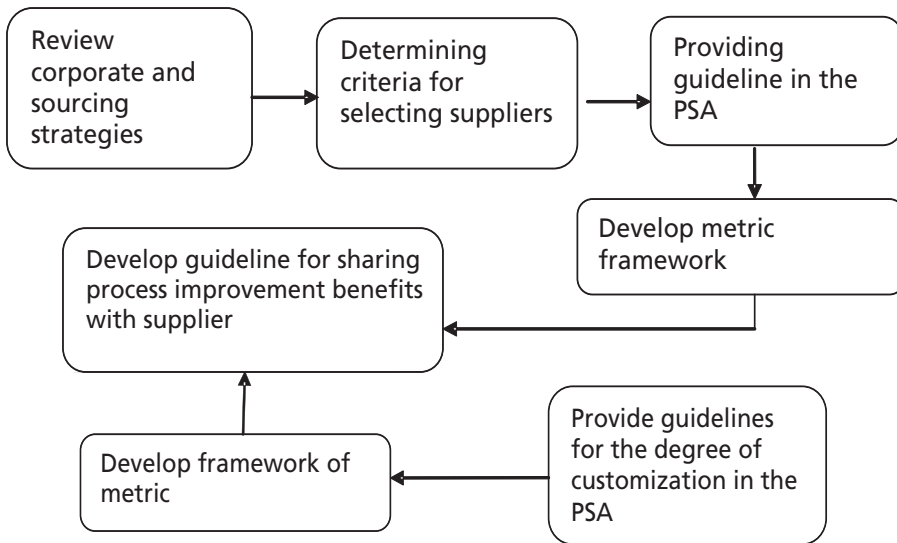 Review
corporate and
sourcing
strategies
Determining
criteria for
selecting suppliers
Providing
guideline in the
PSA
Develop metric
framework
Develop guideline for sharing
process improvement benefits
with supplier
Develop framework of
metric
Provide guidelines
for the degree of
customization in the
PSA